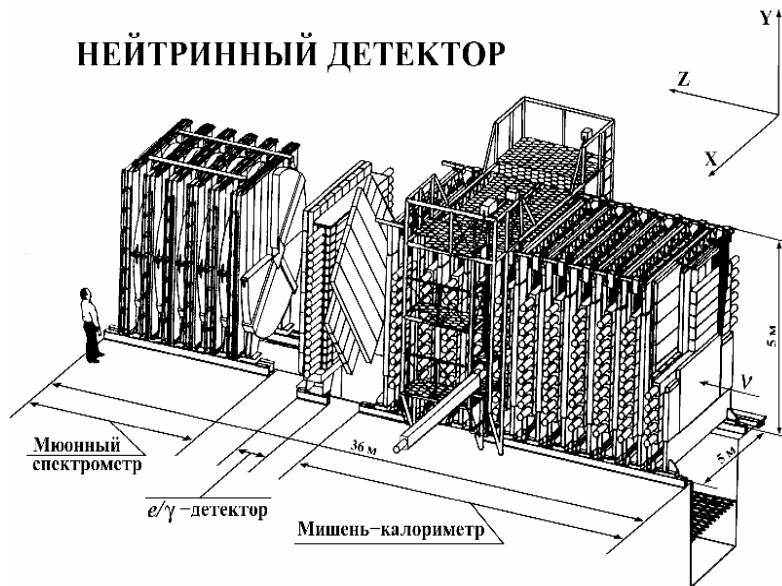 НЕЙТРИННЫЙ ДЕТЕКТОР
Y
Z
X
5 м
ν
5 м
36 м
Мюонный
спектрометр
e/γ -детектор
Мишень-калориметр